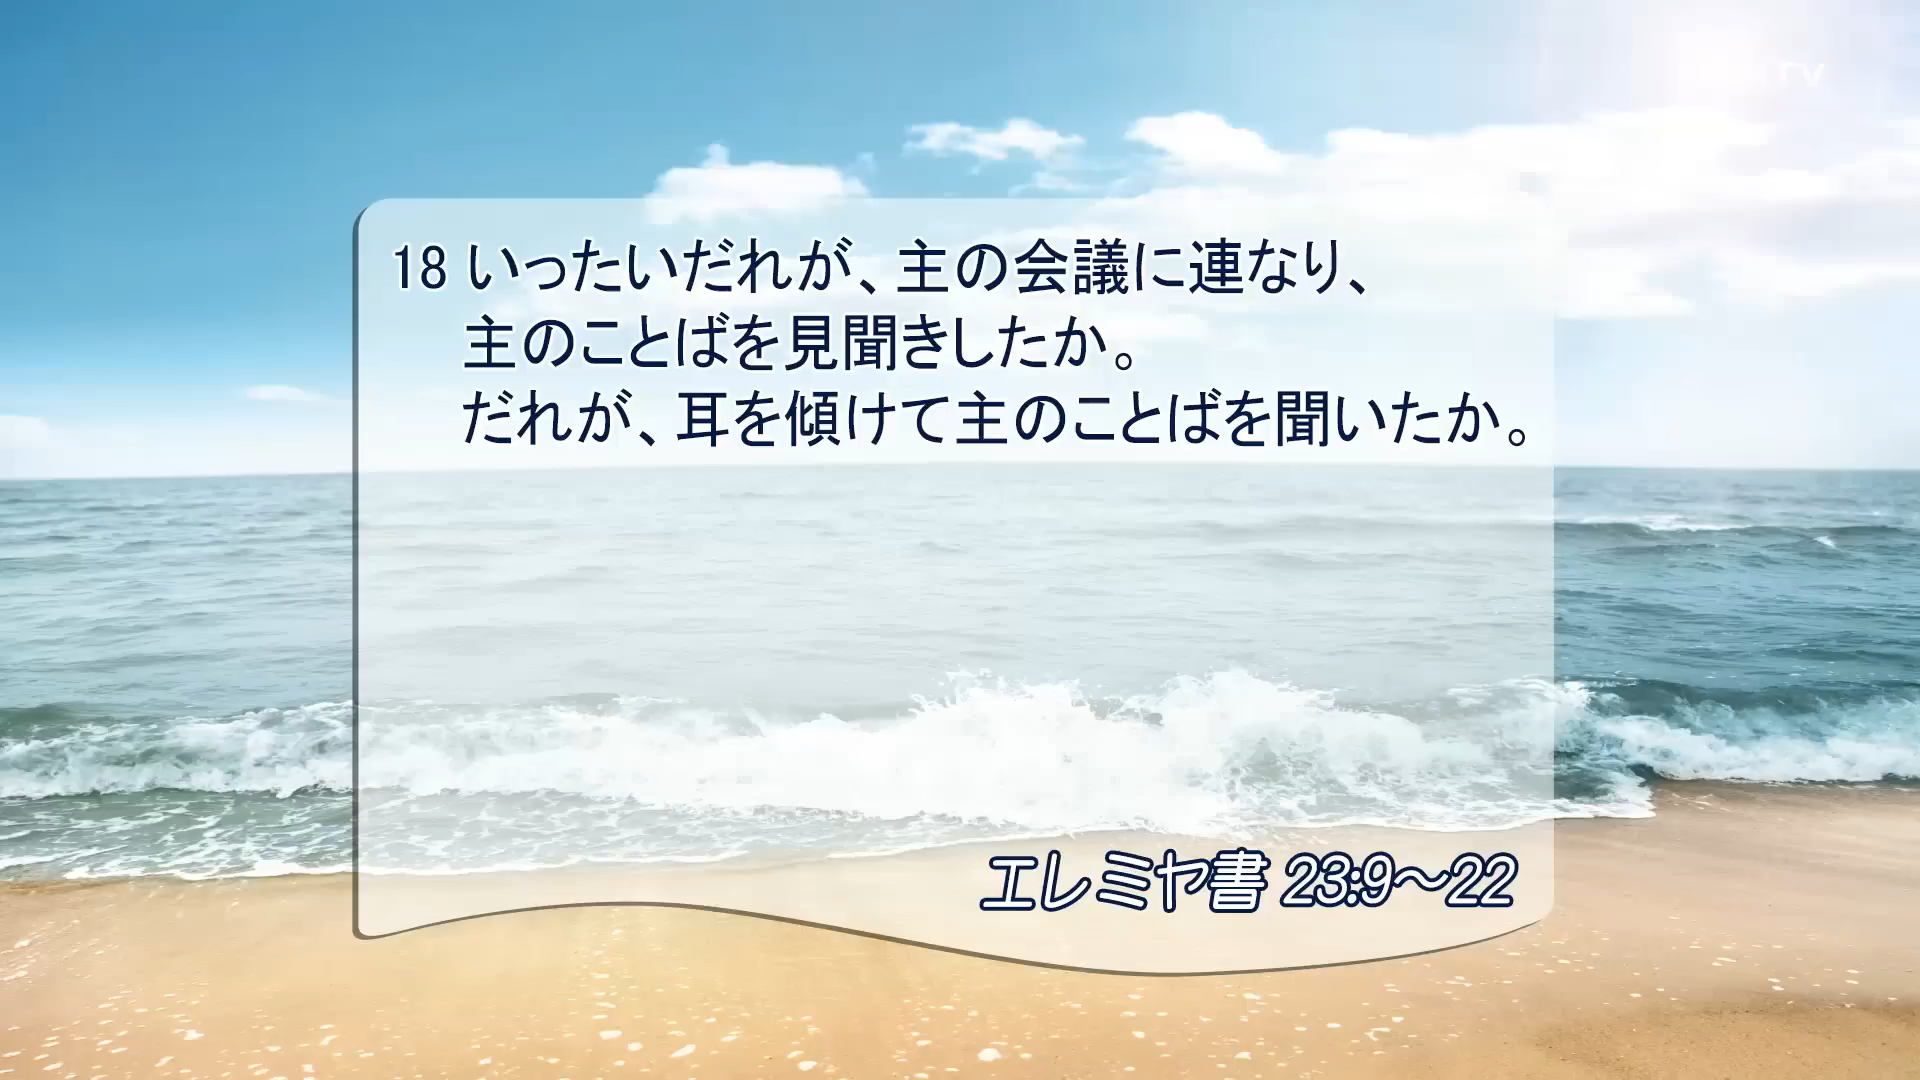 18 いったいだれが、主の会議に連なり、
主のことばを見聞きしたか。
だれが、耳を傾けて主のことばを聞いたか。
エレミヤ書 23:9～22
TV